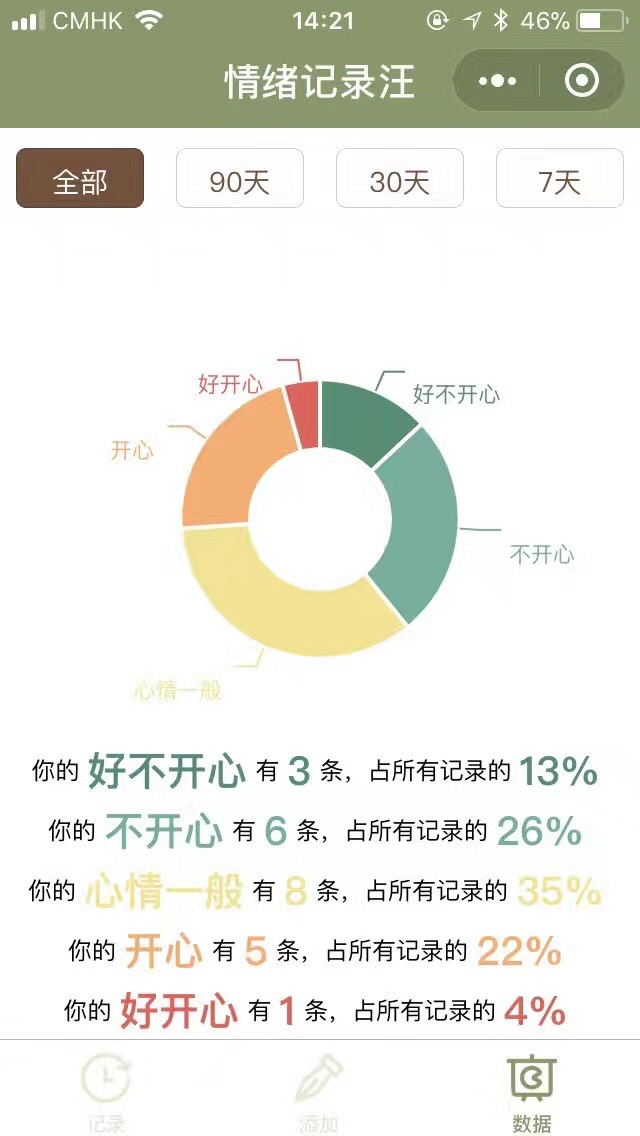 CMHK 14:21 46%
情绪记录汪
全部 90天 30天 7天
好开心 好不开心
开心
不开心
心情一般
你的 好不开心 有 3 条，占所有记录的 13%
你的 不开心 有 6 条，占所有记录的 26%
你的 心情一般 有 8 条，占所有记录的 35%
你的 开心 有 5 条，占所有记录的 22%
你的 好开心 有 1 条，占所有记录的 4%
记录 添加 数据